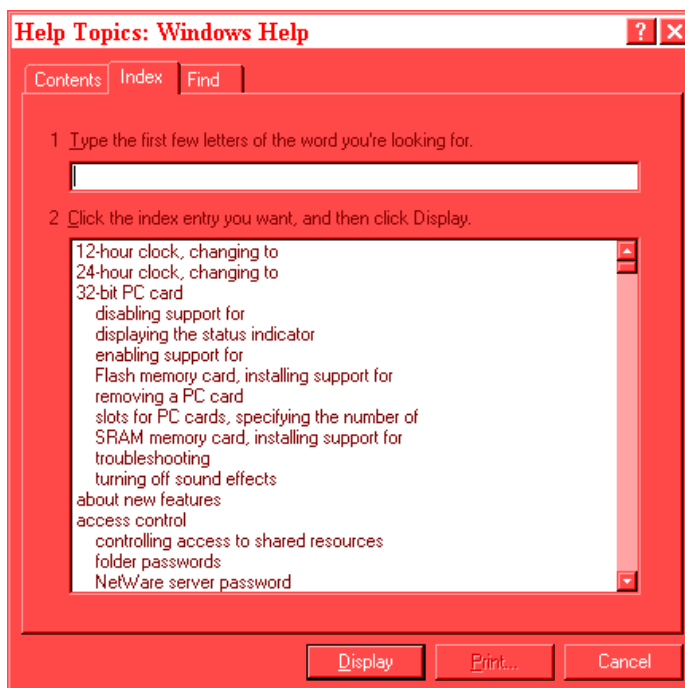 Help Topics: Windows Help
Contents Index Find
1 Type the first few letters of the word you're looking for.
2 Click the index entry you want, and then click Display.
12-hour clock, changing to
24-hour clock, changing to
32-bit PC card
disabling support for
displaying the status indicator
enabling support for
Flash memory card, installing support for
removing a PC card
slots for PC cards, specifying the number of
SRAM memory card, installing support for
troubleshooting
turning off sound effects
about new features
access control
controlling access to shared resources
folder passwords
NetWare server password
Display Print... Cancel